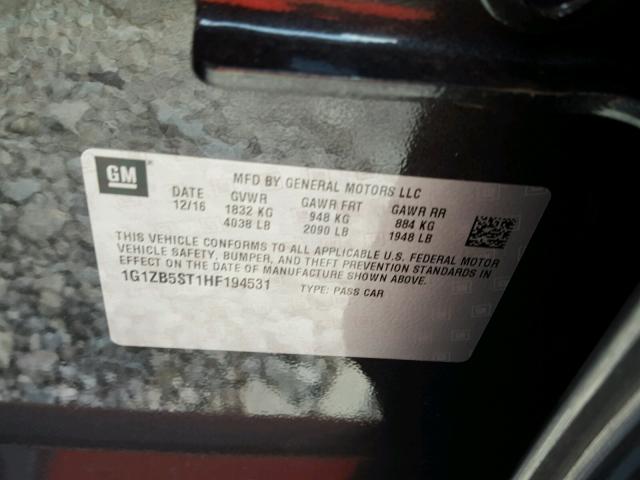 GM
MFD BY GENERAL MOTORS LLC
DATE GVWR GAWR FRT GAWR RR
12/16 1832 KG 948 KG 884 KG
4038 LB 2090 LB 1948 LB
THIS VEHICLE CONFORMS TO ALL APPLICABLE U.S. FEDERAL MOTOR
VEHICLE SAFETY, BUMPER, AND THEFT PREVENTION STANDARDS IN
EFFECT ON THE DATE OF MANUFACTURE SHOWN ABOVE.
1G1ZB5ST1HF194531 TYPE: PASS CAR